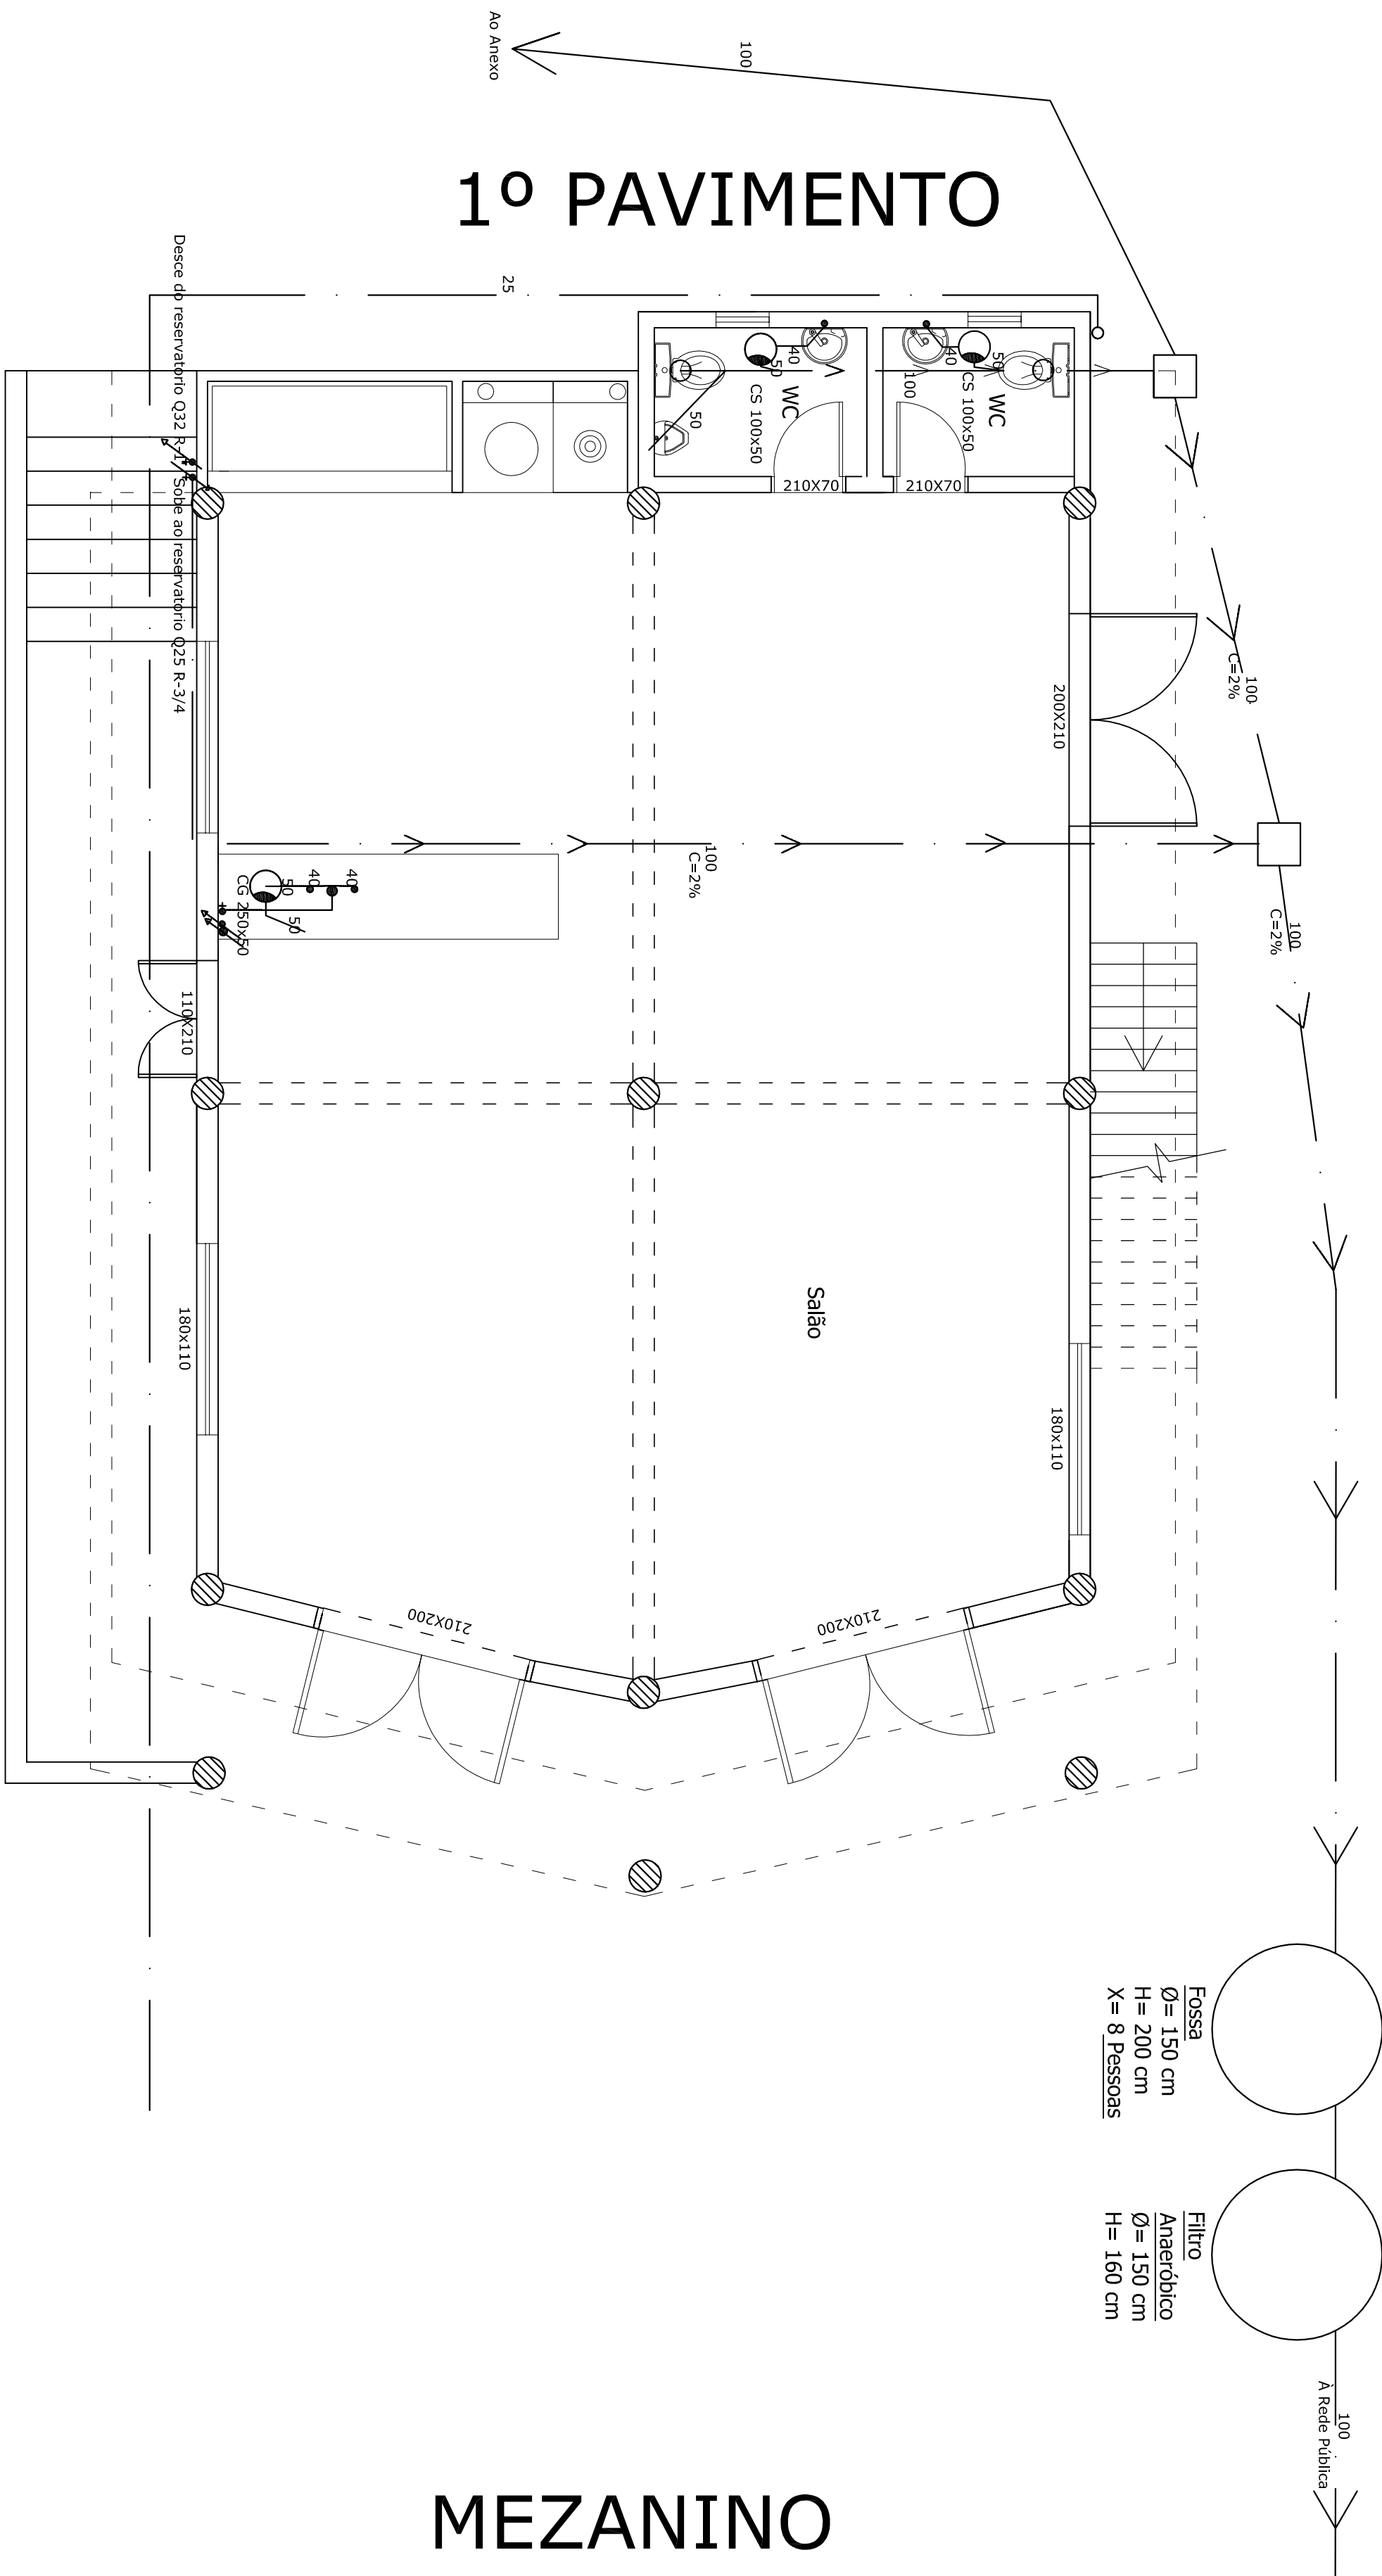 Ao Anexo
100
1º PAVIMENTO
Desce do reservatorio Q32 R-1" Sobe ao reservatorio Q25 R-3/4
25
40
50
CS 100x50
WC
50
40
50
CS 100x50
WC
100
210X70
210X70
200X210
100
C=2%
100
C=2%
100
C=2%
40
40
50
50
CG 250x50
110X210
180x110
Salão
180x110
210X200
210X200
Fossa
Ø= 150 cm
H= 200 cm
X= 8 Pessoas
Filtro
Anaeróbico
Ø= 150 cm
H= 160 cm
100
À Rede Pública
MEZANINO